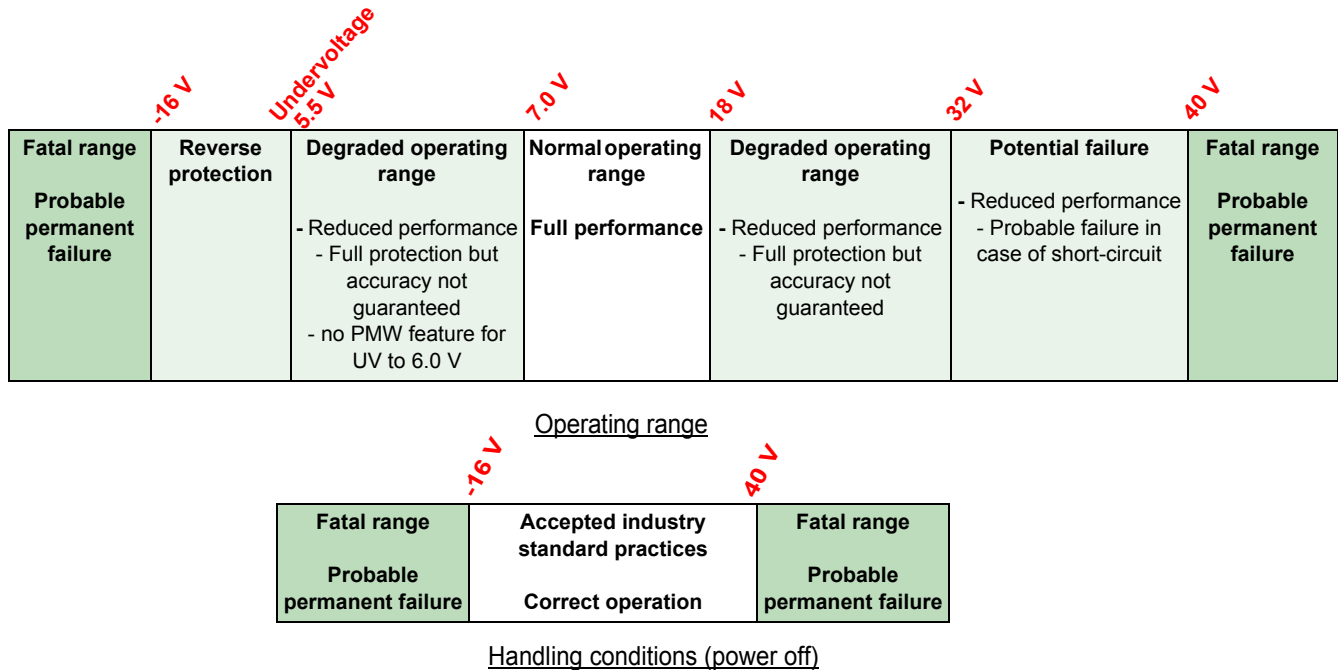 -16 V
Undervoltage
5.5 V
7.0 V
18 V
32 V
40 V
Fatal range
Probable
permanent
failure
Reverse
protection
Degraded operating
range
- Reduced performance
- Full protection but
accuracy not
guaranteed
- no PMW feature for
UV to 6.0 V
Normal operating
range
Full performance
Degraded operating
range
- Reduced performance
- Full protection but
accuracy not
guaranteed
Potential failure
- Reduced performance
- Probable failure in
case of short-circuit
Fatal range
Probable
permanent
failure
Operating range
-16 V
40 V
Fatal range
Probable
permanent failure
Accepted industry
standard practices
Correct operation
Fatal range
Probable
permanent failure
Handling conditions (power off)